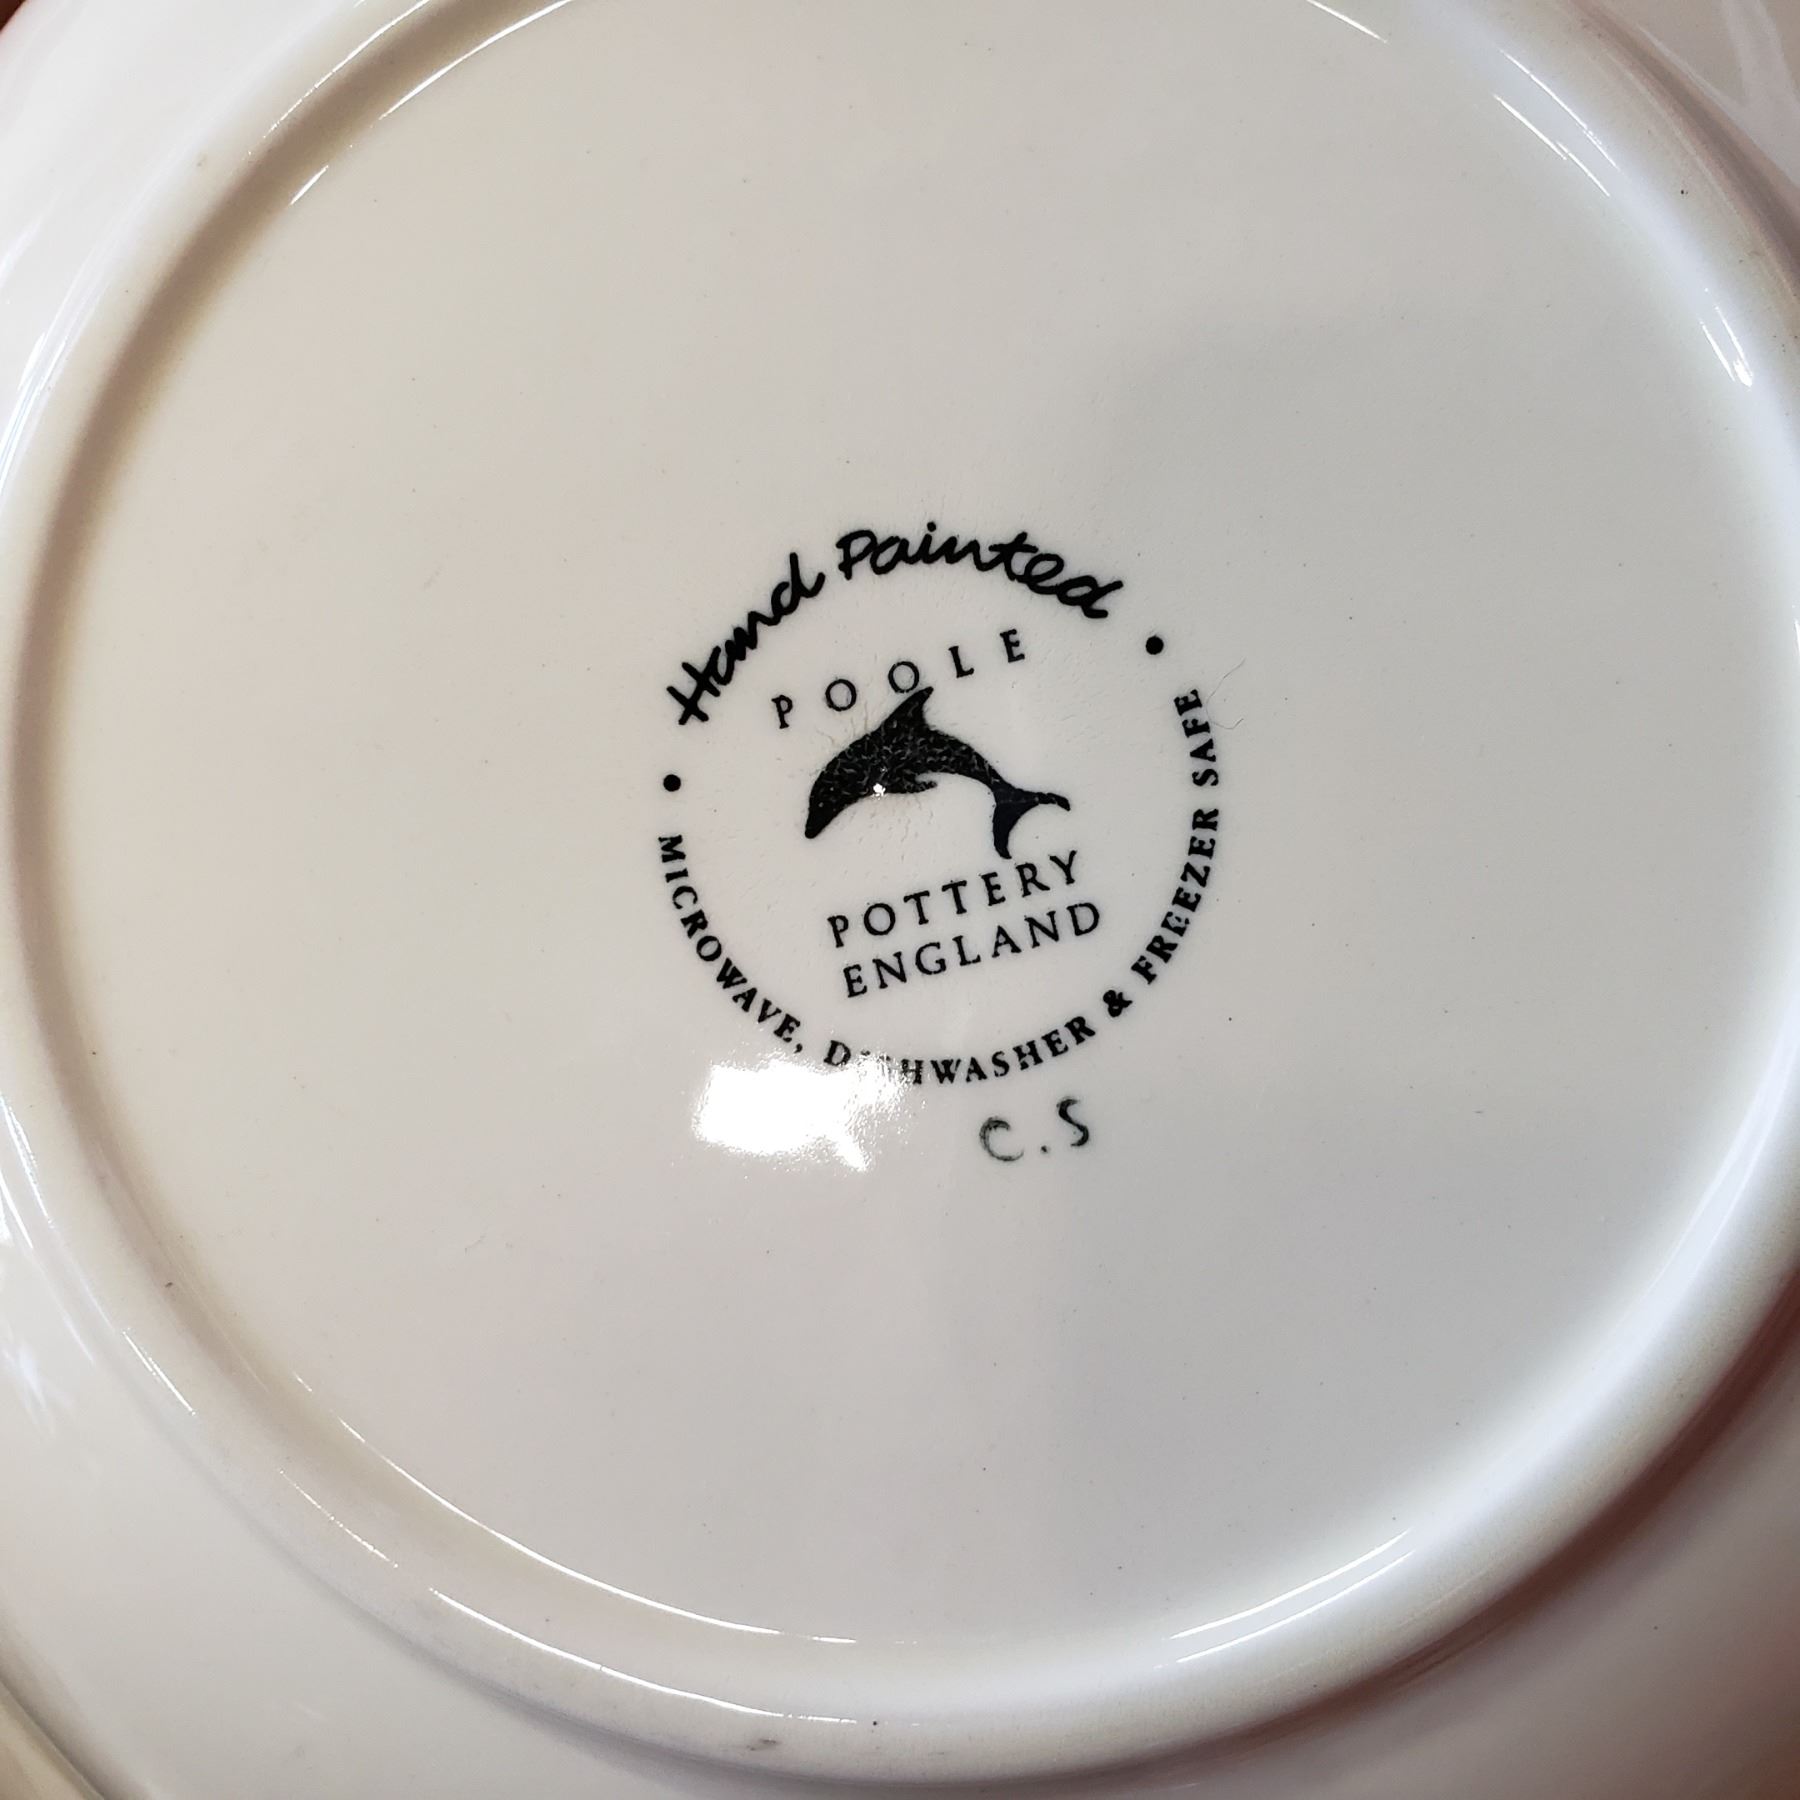 Hand Painted
POOLE
POTTERY
ENGLAND
MICROWAVE, DISHWASHER & FREEZER SAFE
C.S